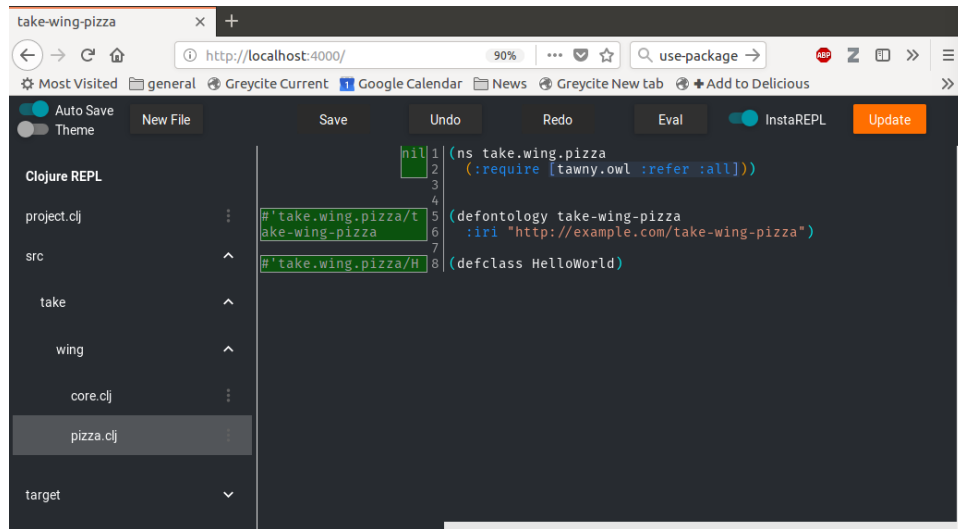 take-wing-pizza × +
http://localhost:4000/ 90% ... use-package → ABP Z » ≡
Most Visited general Greycite Current 1 Google Calendar News Greycite New tab +Add to Delicious »
Auto Save
Theme
New File Save Undo Redo Eval InstaREPL Update
Clojure REPL
project.clj
src
take
wing
core.clj
pizza.clj
target
nil 1 (ns take.wing.pizza
2 (:require [tawny.owl :refer :all]))
3
4
#'take.wing.pizza/t 5 (defontology take-wing-pizza
ake-wing-pizza 6 :iri "http://example.com/take-wing-pizza")
7
#'take.wing.pizza/H 8 (defclass HelloWorld)